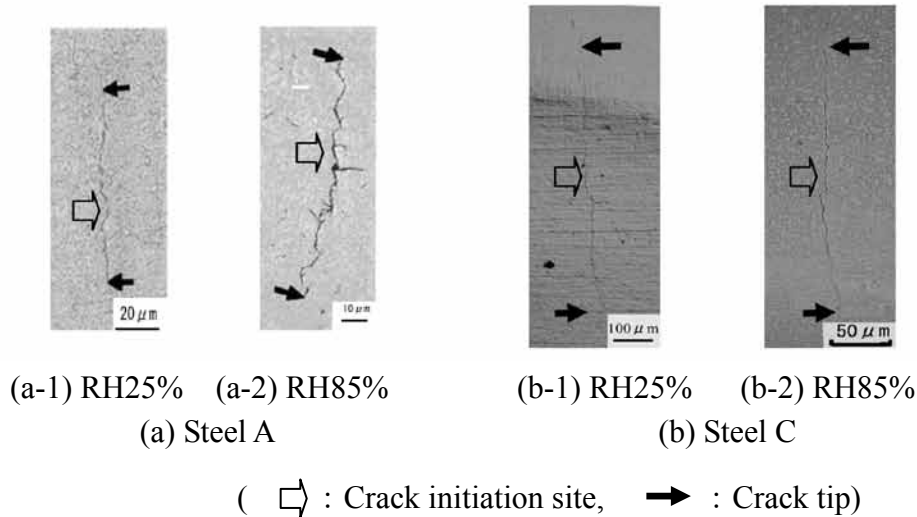 20 μm
10 μm
100 μm
50 μm
(a-1) RH25% (a-2) RH85% (b-1) RH25% (b-2) RH85%
(a) Steel A (b) Steel C
( : Crack initiation site, : Crack tip)